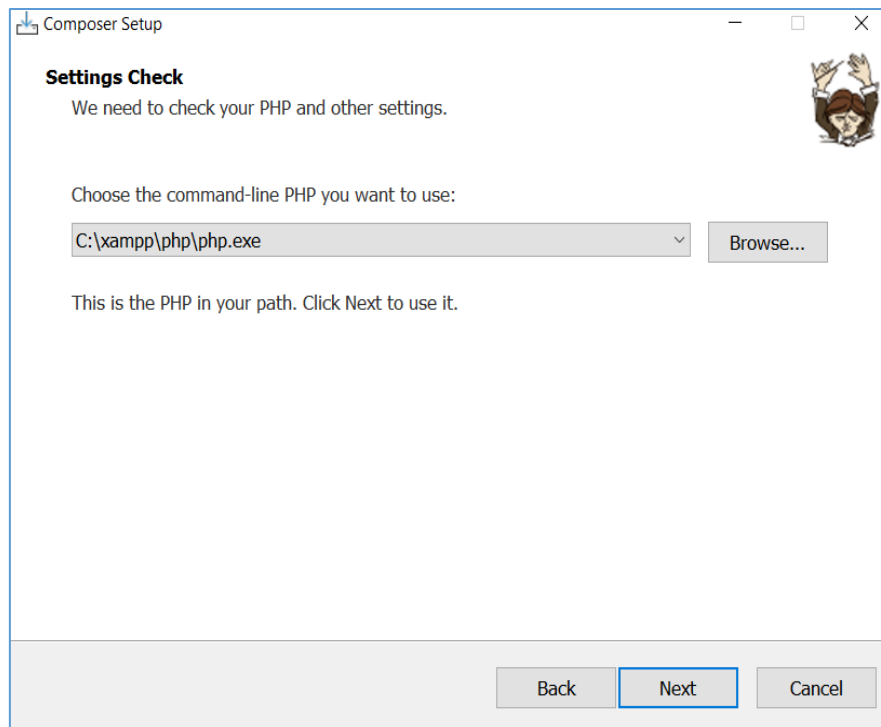 Composer Setup
Settings Check
We need to check your PHP and other settings.
Choose the command-line PHP you want to use:
C:\xampp\php\php.exe
Browse...
This is the PHP in your path. Click Next to use it.
Back
Next
Cancel